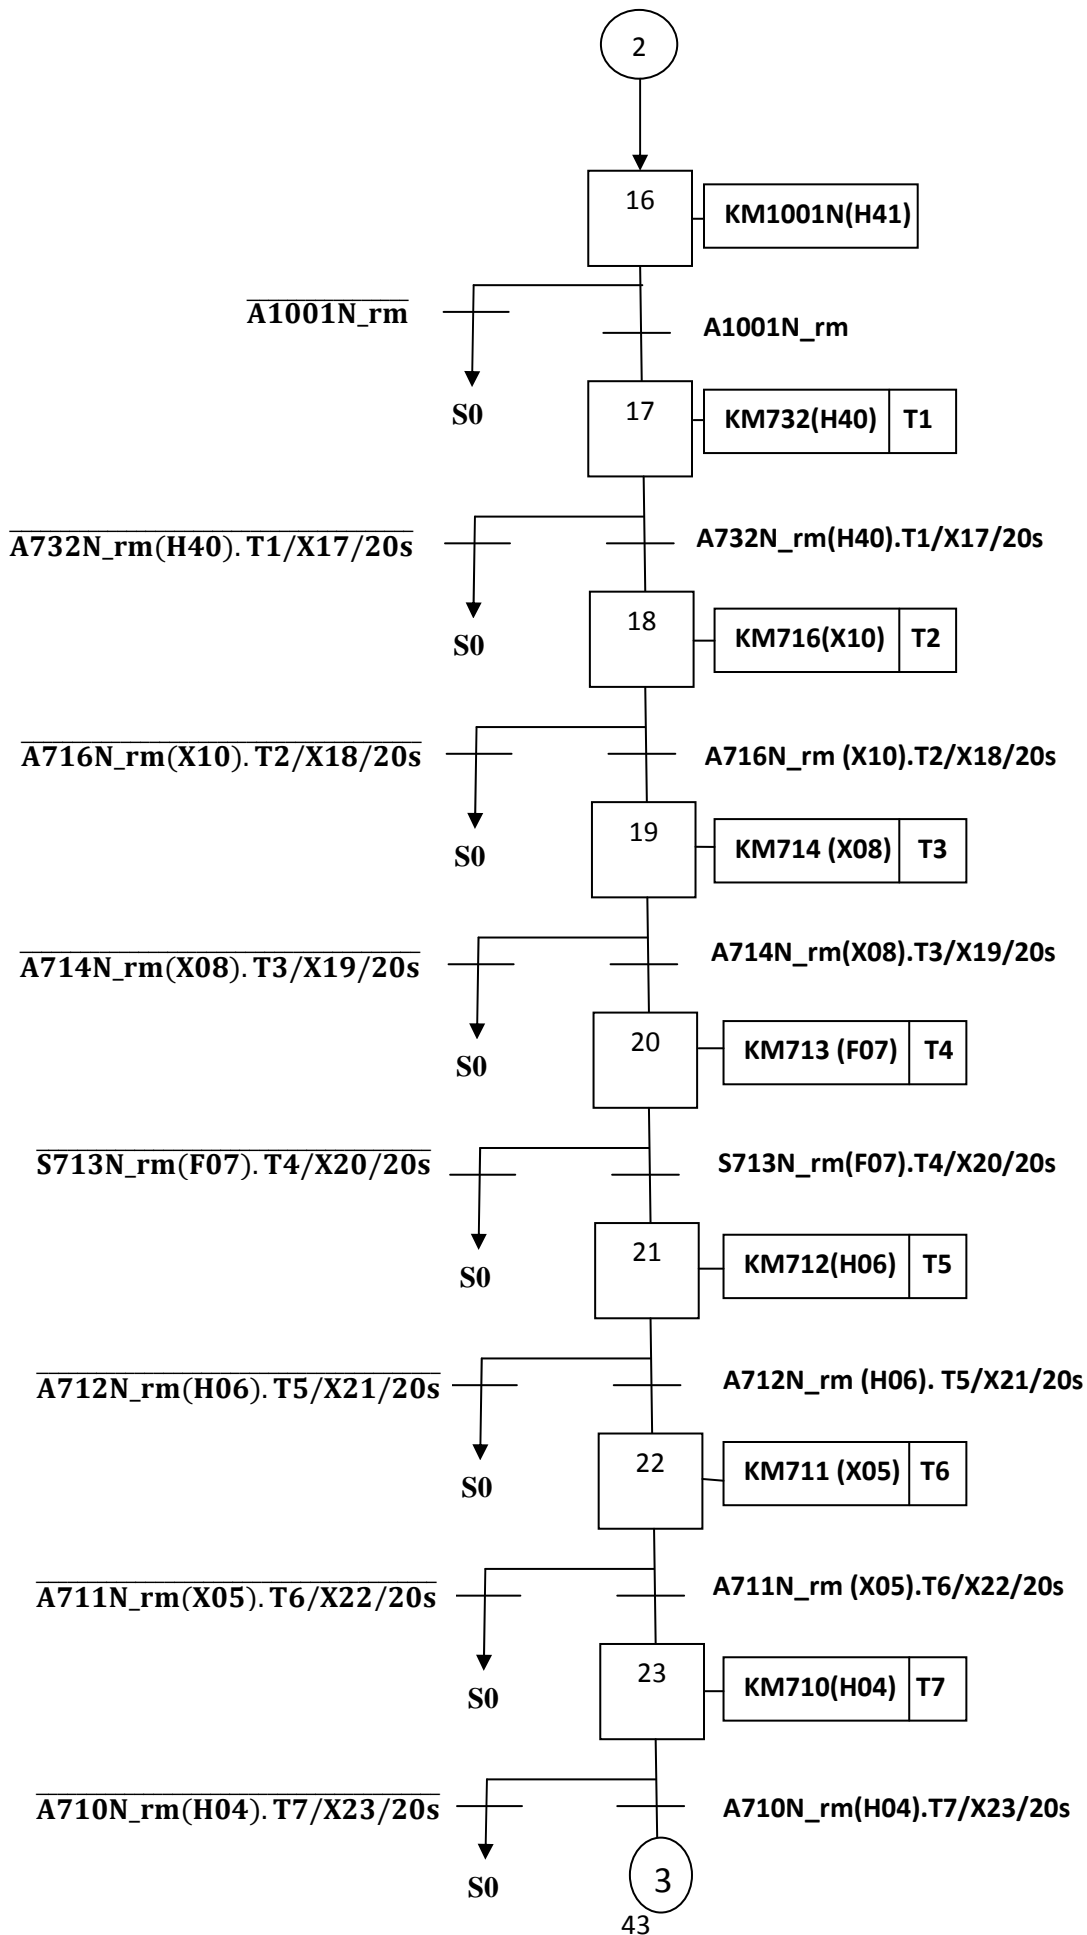 2
16
KM1001N(H41)
A1001N_rm
A1001N_rm
S0
17
KM732(H40) T1
A732N_rm(H40). T1/X17/20s
A732N_rm(H40).T1/X17/20s
S0
18
KM716(X10) T2
A716N_rm(X10). T2/X18/20s
A716N_rm (X10).T2/X18/20s
S0
19
KM714 (X08) T3
A714N_rm(X08). T3/X19/20s
A714N_rm(X08).T3/X19/20s
S0
20
KM713 (F07) T4
S713N_rm(F07). T4/X20/20s
S713N_rm(F07).T4/X20/20s
S0
21
KM712(H06) T5
A712N_rm(H06). T5/X21/20s
A712N_rm (H06). T5/X21/20s
S0
22
KM711 (X05) T6
A711N_rm(X05). T6/X22/20s
A711N_rm (X05).T6/X22/20s
S0
23
KM710(H04) T7
A710N_rm(H04). T7/X23/20s
A710N_rm(H04).T7/X23/20s
S0
3
43